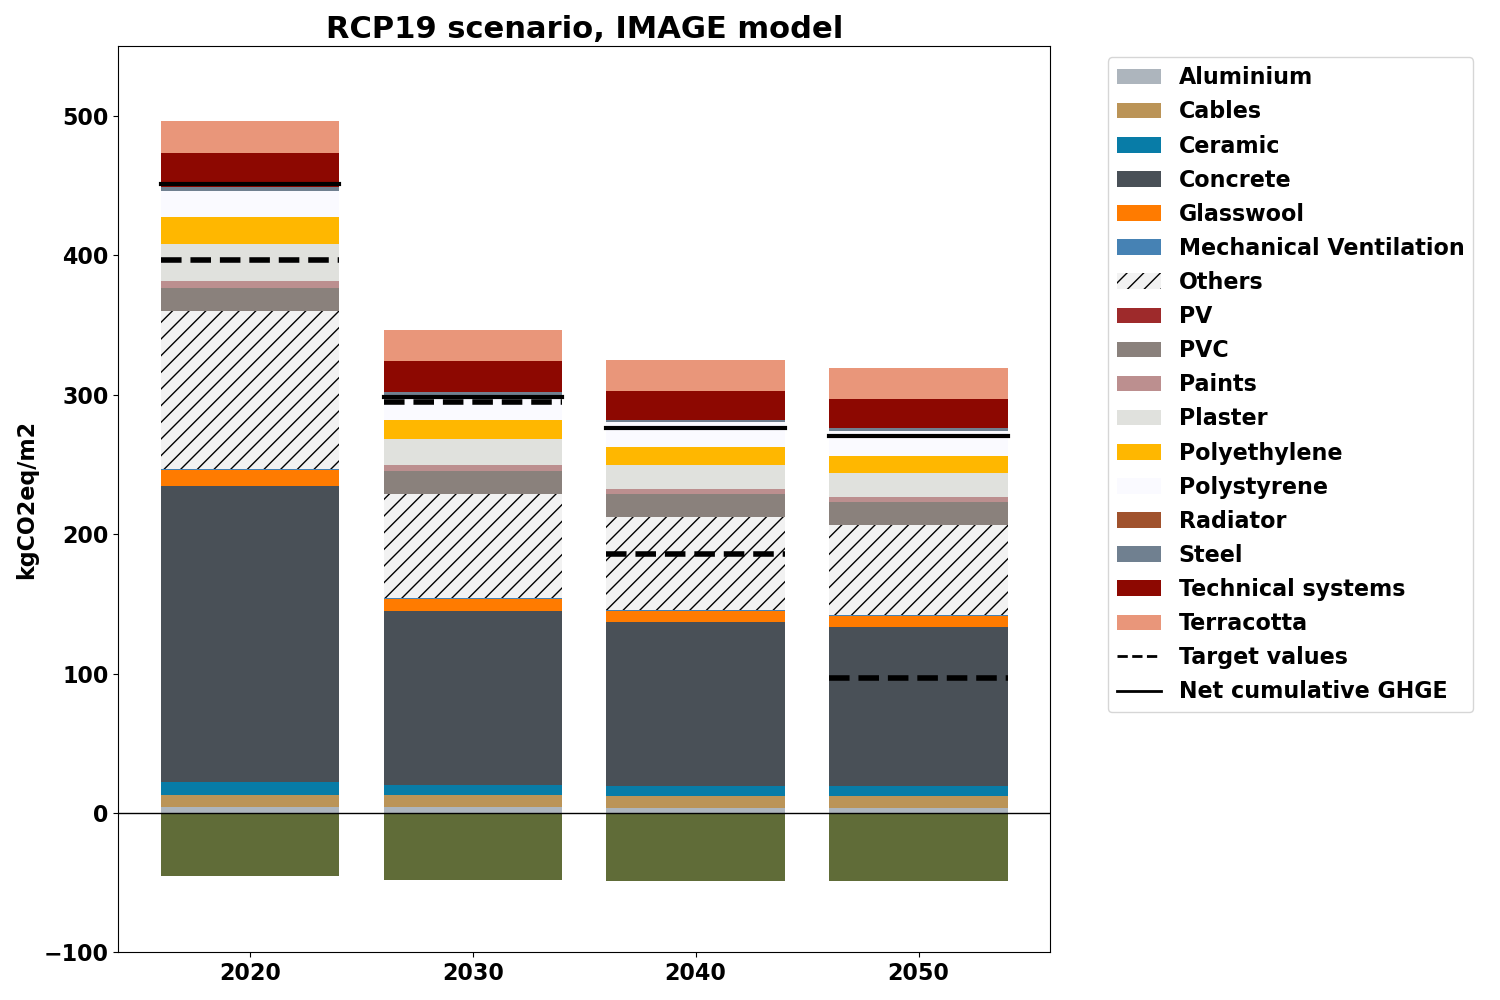 RCP19 scenario, IMAGE model
kgCO2eq/m2
500
400
300
200
100
0
−100
2020
2030
2040
2050
Aluminium
Cables
Ceramic
Concrete
Glasswool
Mechanical Ventilation
Others
PV
PVC
Paints
Plaster
Polyethylene
Polystyrene
Radiator
Steel
Technical systems
Terracotta
Target values
Net cumulative GHGE